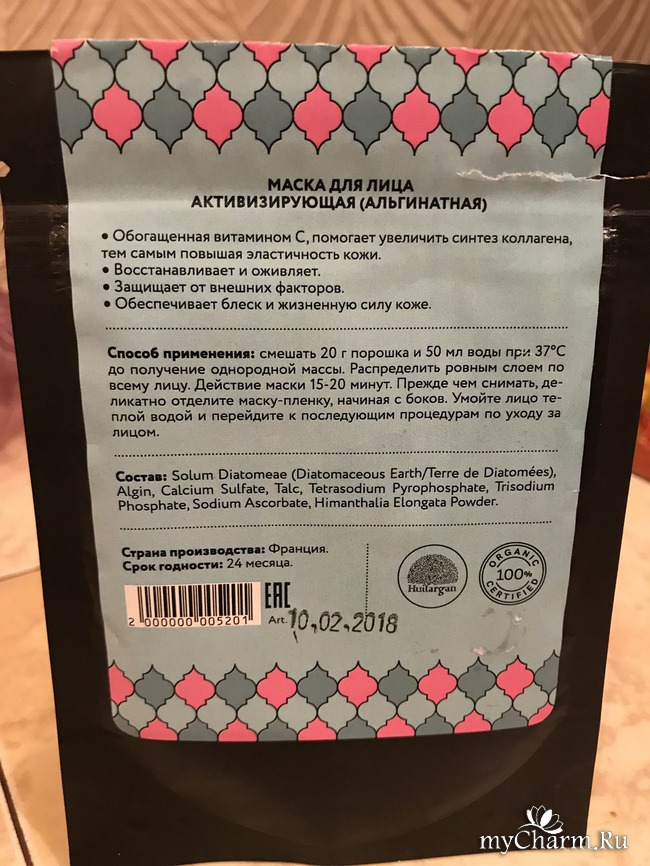 МАСКА ДЛЯ ЛИЦА
АКТИВИЗИРУЮЩАЯ (АЛЬГИНАТНАЯ)
• Обогащенная витамином С, помогает увеличить синтез коллагена,
тем самым повышая эластичность кожи.
• Восстанавливает и оживляет.
• Защищает от внешних факторов.
• Обеспечивает блеск и жизненную силу коже.
Способ применения: смешать 20 г порошка и 50 мл воды при 37°С
до получение однородной массы. Распределить ровным слоем по
всему лицу. Действие маски 15-20 минут. Прежде чем снимать, де-
ликатно отделите маску-пленку, начиная с боков. Умойте лицо те-
плой водой и перейдите к последующим процедурам по уходу за
лицом.
Состав: Solum Diatomeae (Diatomaceous Earth/Terre de Diatomées),
Algin, Calcium Sulfate, Talc, Tetrasodium Pyrophosphate, Trisodium
Phosphate, Sodium Ascorbate, Himanthalia Elongata Powder.
Страна производства: Франция.
Срок годности: 24 месяца.
Huilargan
ORGANIC
100%
CERTIFIED
EAC
2 000000 005201
Art.
10.02.2018
myCharm.Ru